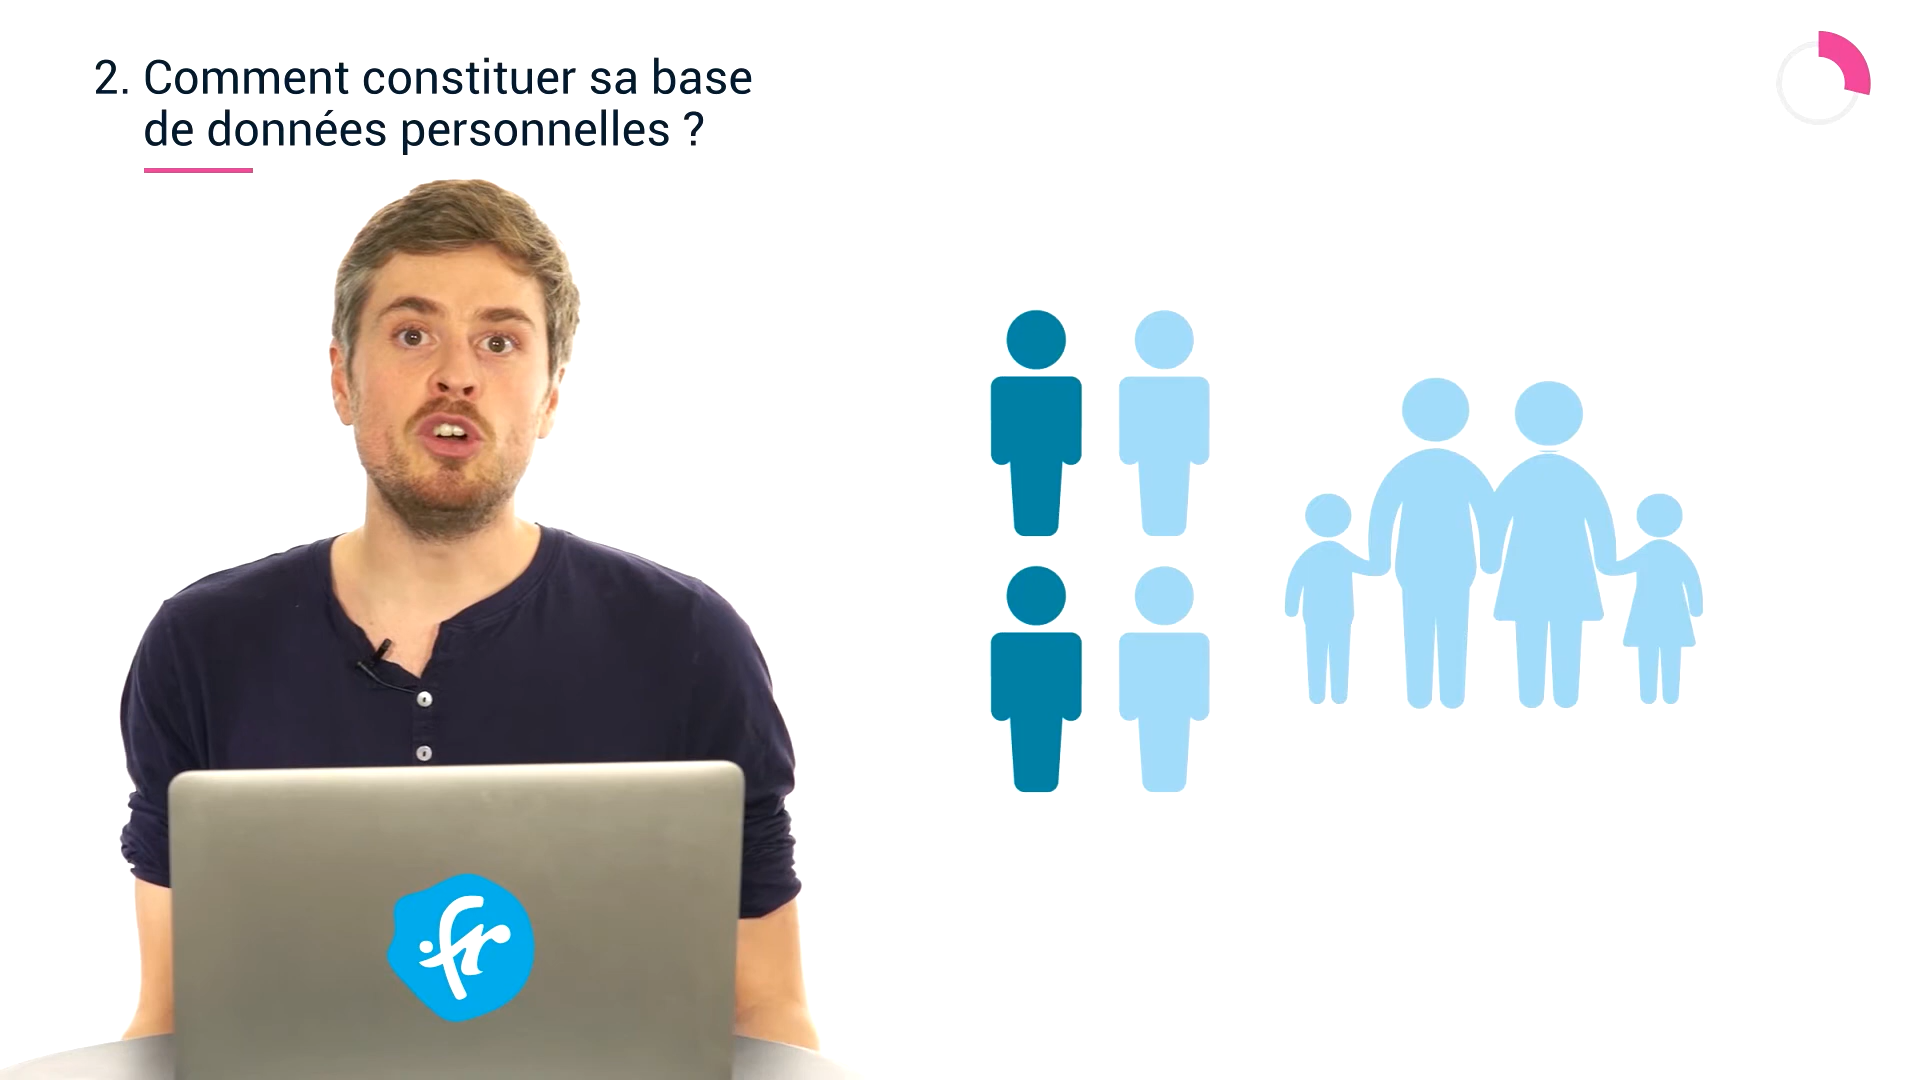 2. Comment constituer sa base
de données personnelles ?
.fr